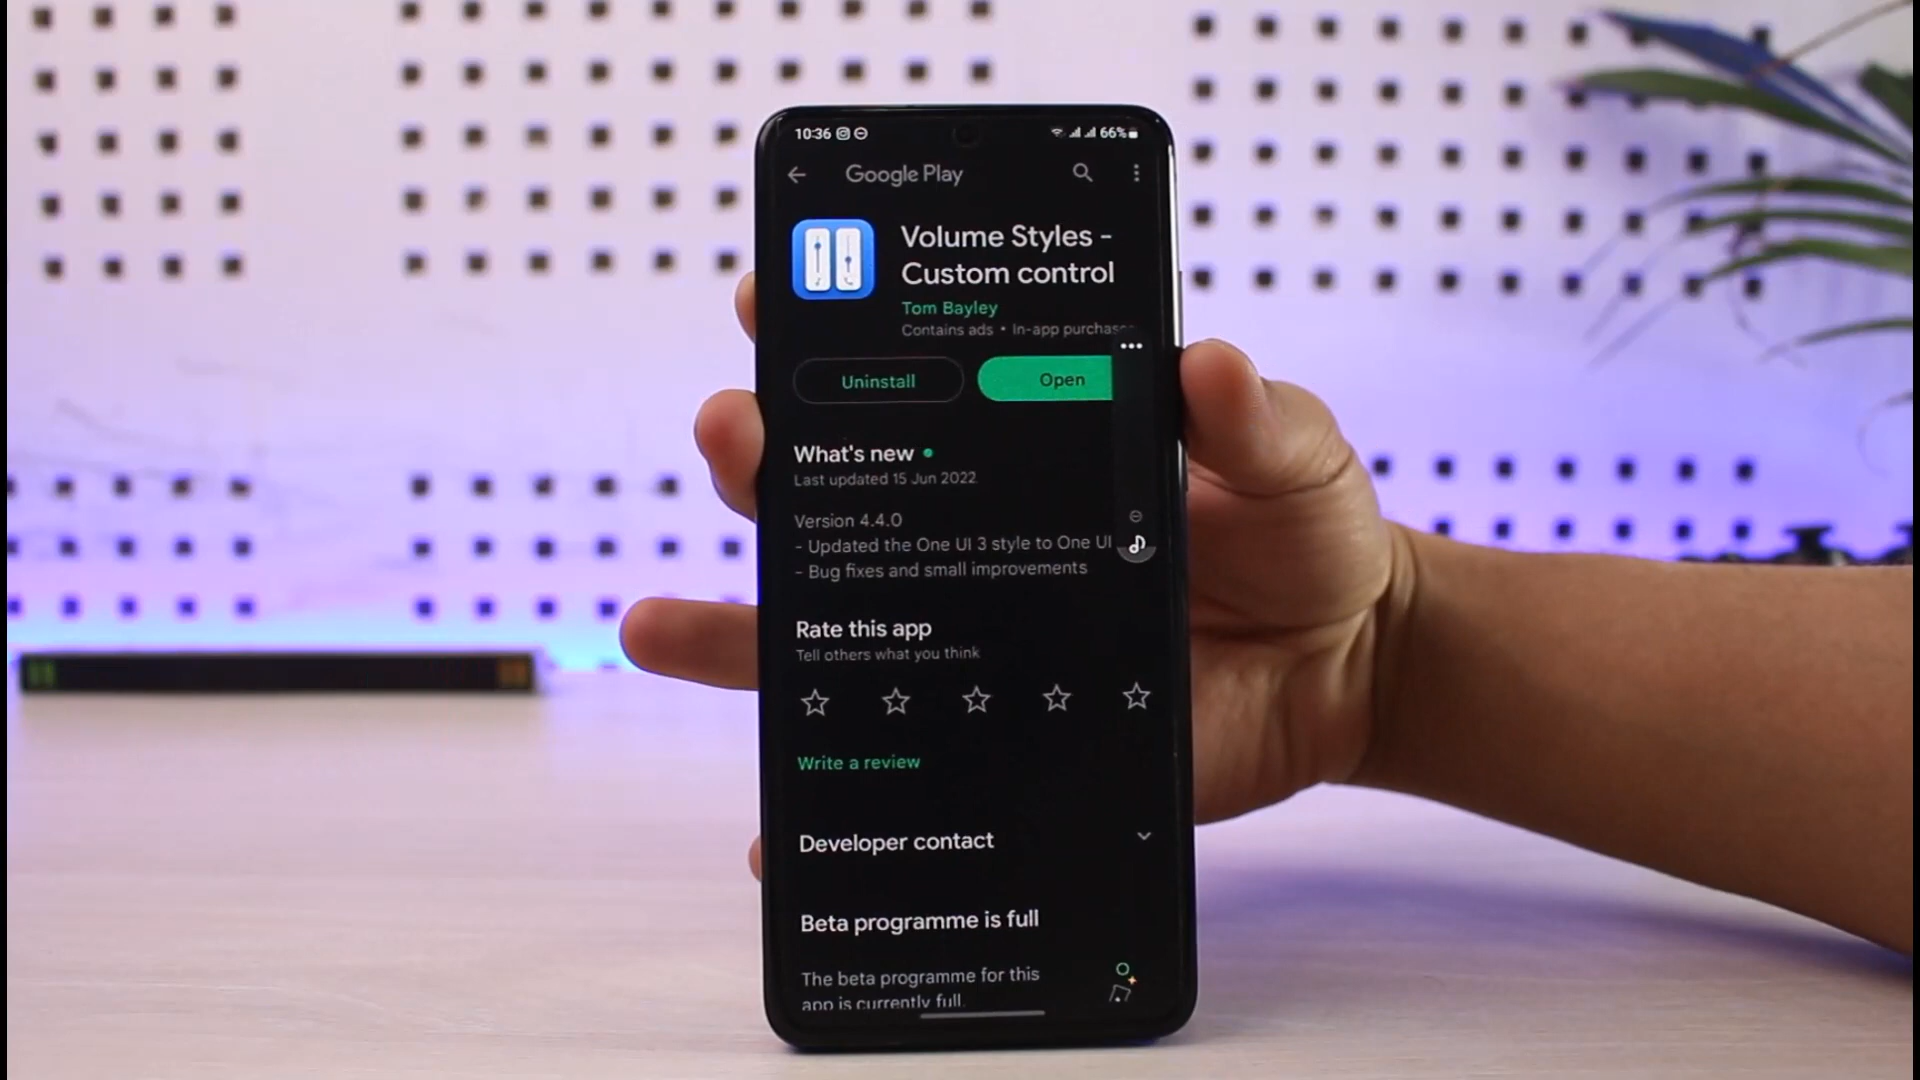 10:36
66%
Google Play
Volume Styles -
Custom control
Tom Bayley
Contains ads • In-app purchases
Uninstall
Open
What's new
Last updated 15 Jun 2022
Version 4.4.0
- Updated the One UI 3 style to One UI
- Bug fixes and small improvements
Rate this app
Tell others what you think
Write a review
Developer contact
Beta programme is full
The beta programme for this
app is currently full.